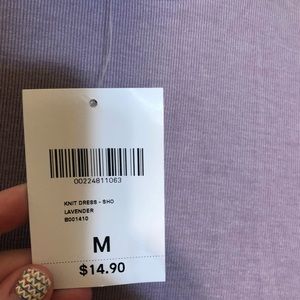 00224811063
KNIT DRESS - SHO
LAVENDER
B001410
M
$14.90